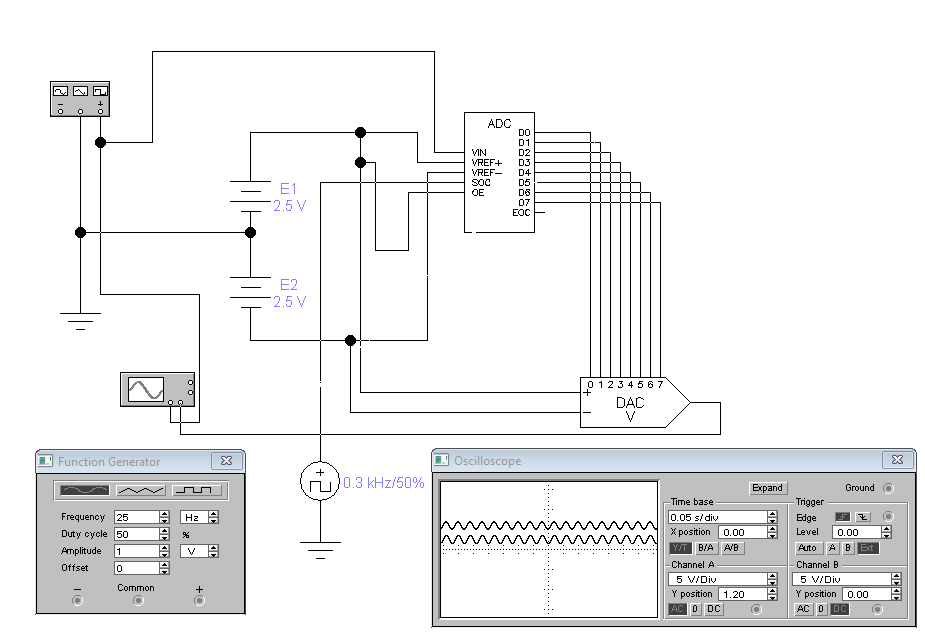 ADC
D0
D1
VIN D2
VREF+ D3
VREF- D4
SOC D5
OE D6
D7
EOC
E1
2.5 V
E2
2.5 V
0 1 2 3 4 5 6 7
+
DAC
-
V
0.3 kHz/50%
Function Generator
Frequency 25 Hz
Duty cycle 50 %
Amplitude 1 V
Offset 0
- Common +
Oscilloscope
Expand Ground
Time base Trigger
0.05 s/div Edge
X position 0.00 Level 0.00
Y/T B/A A/B Auto A B Ext
Channel A Channel B
5 V/Div 5 V/Div
Y position 1.20 Y position 0.00
AC 0 DC AC 0 DC